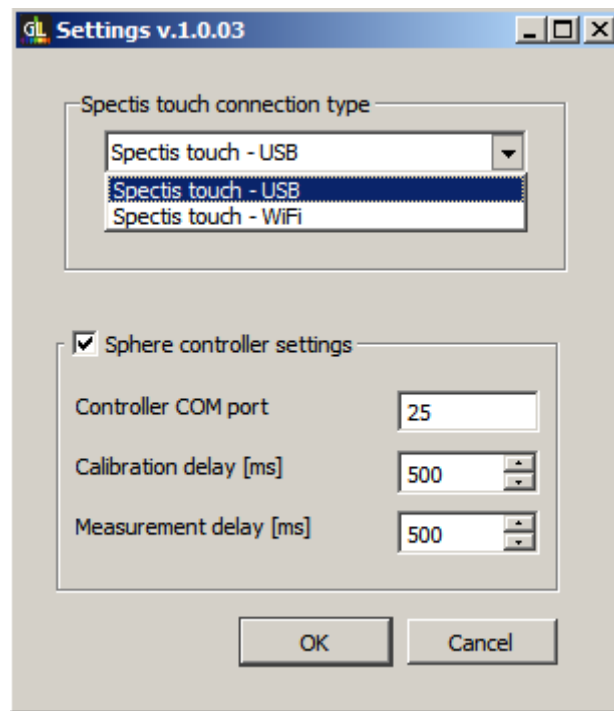 GL Settings v.1.0.03
Spectis touch connection type
Spectis touch - USB
Spectis touch - USB
Spectis touch - WiFi
Sphere controller settings
Controller COM port 25
Calibration delay [ms] 500
Measurement delay [ms] 500
OK Cancel